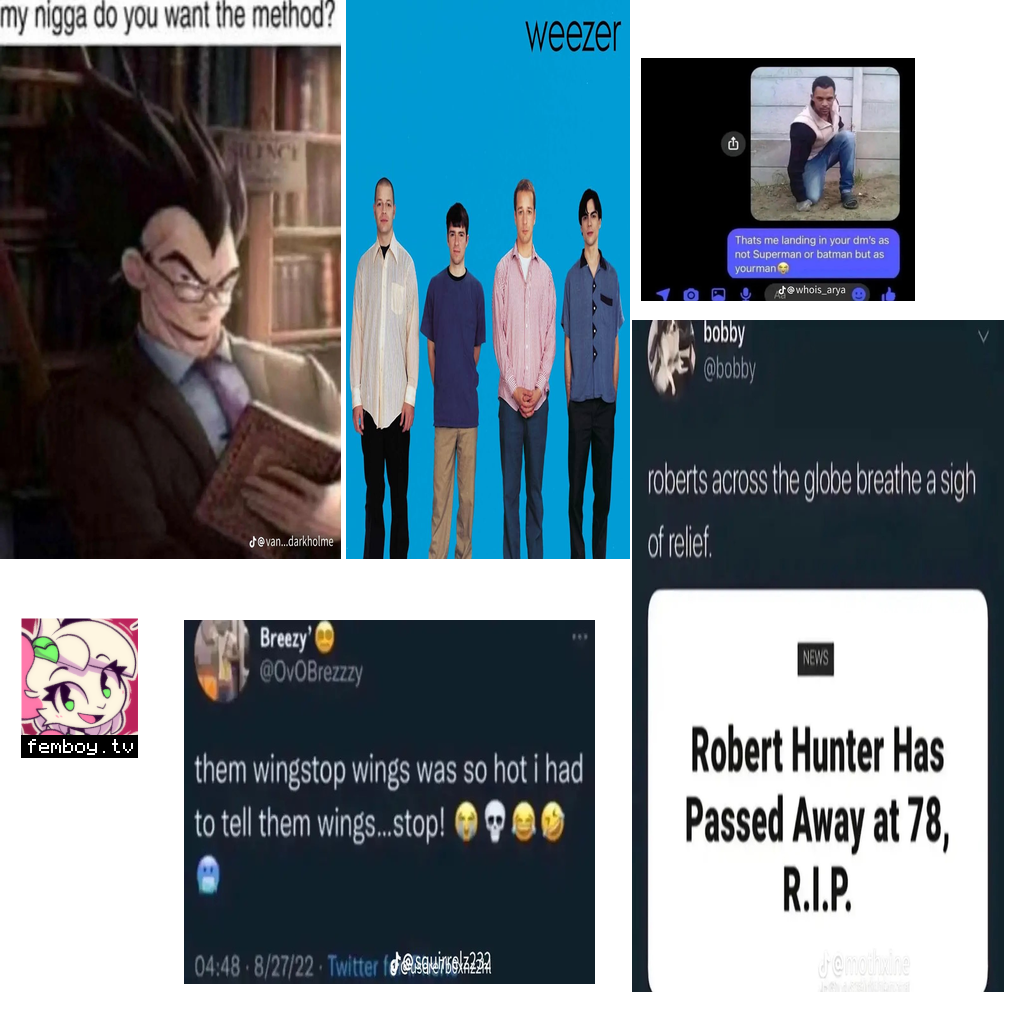 my nigga do you want the method?
SILENCE
@van...darkholme
weezer
Thats me landing in your dm's as
not Superman or batman but as
yourman😂
Aa
@whois_arya
bobby
@bobby
roberts across the globe breathe a sigh
of relief.
NEWS
Robert Hunter Has
Passed Away at 78,
R.I.P.
@mothxine
femboy.tv
Breezy'😌
@OvOBrezzzy
them wingstop wings was so hot i had
to tell them wings...stop! 😭💀😂🤣
🥶
04:48 · 8/27/22 · Twitter f
@squirrelz232